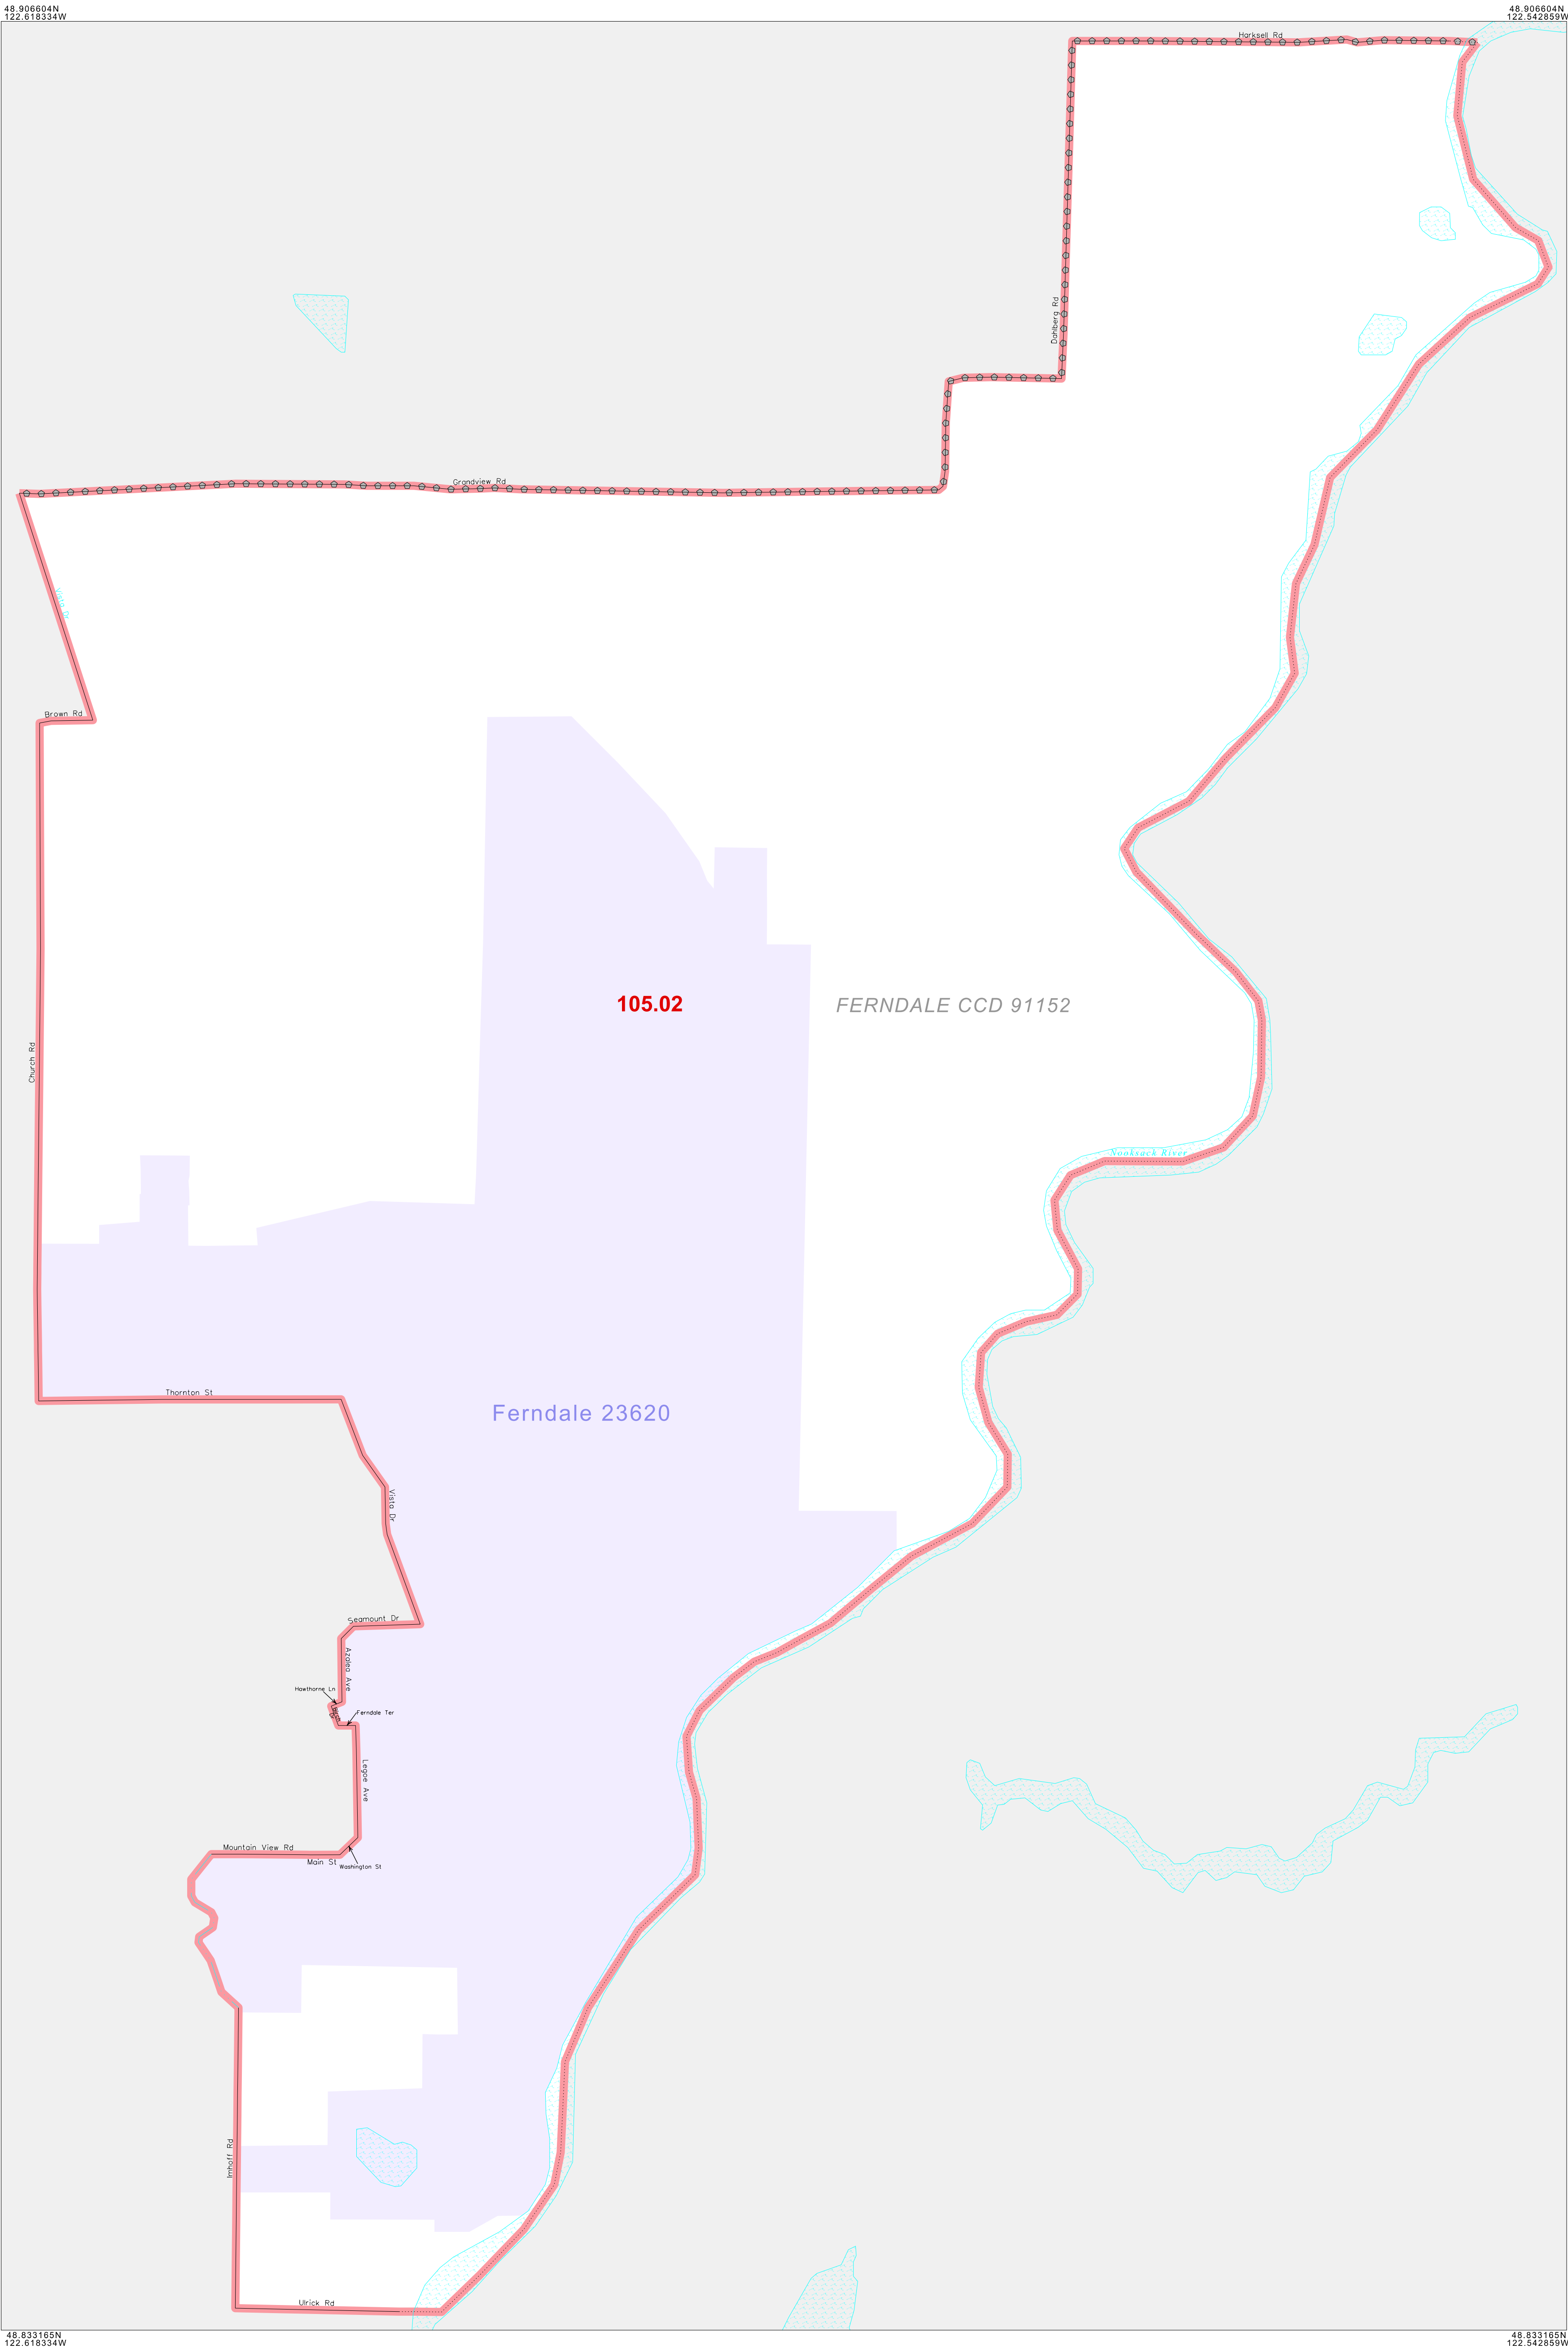 48.906604N
122.618334W
48.906604N
122.542859W
Harksell Rd
Dahlberg Rd
Grandview Rd
Vista Dr
Brown Rd
105.02
FERNDALE CCD 91152
Church Rd
Nooksack River
Thornton St
Ferndale 23620
Vista Dr
Seamount Dr
Azalea Ave
Hawthorne Ln
Ferndale Ter
Legoe Ave
Mountain View Rd
Main St
Washington St
Imhoff Rd
Ulrick Rd
48.833165N
122.618334W
48.833165N
122.542859W